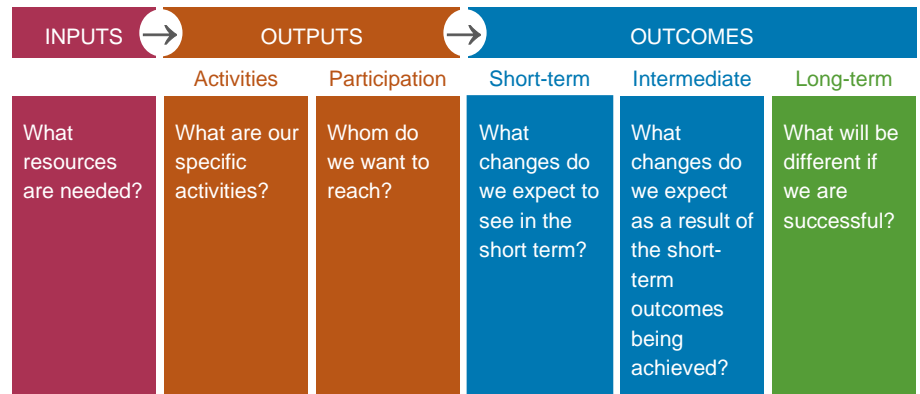 INPUTS → OUTPUTS → OUTCOMES
Activities Participation Short-term Intermediate Long-term
What
resources
are needed?
What are our
specific
activities?
Whom do
we want to
reach?
What
changes do
we expect to
see in the
short term?
What
changes do
we expect
as a result of
the short-
term
outcomes
being
achieved?
What will be
different if
we are
successful?